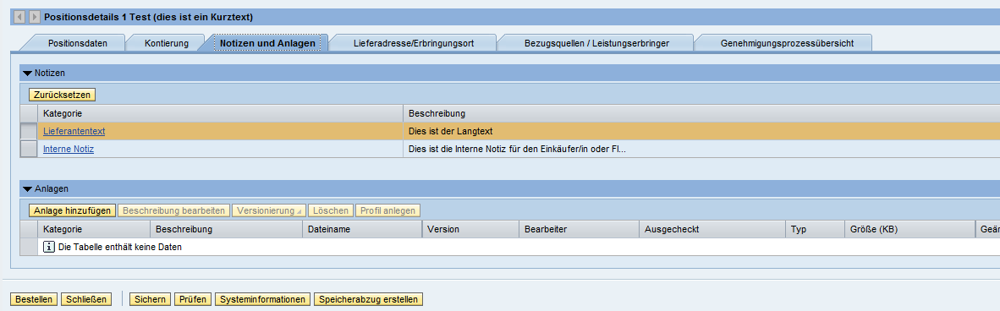 Positionsdetails 1 Test (dies ist ein Kurztext)
Positionsdaten Kontierung Notizen und Anlagen Lieferadresse/Erbringungsort Bezugsquellen / Leistungserbringer Genehmigungsprozessübersicht
Notizen
Zurücksetzen
Kategorie Beschreibung
Lieferantentext Dies ist der Langtext
Interne Notiz Dies ist die Interne Notiz für den Einkäufer/in oder Fl...
Anlagen
Anlage hinzufügen Beschreibung bearbeiten Versionierung Löschen Profil anlegen
Kategorie Beschreibung Dateiname Version Bearbeiter Ausgecheckt Typ Größe (KB) Geän
Die Tabelle enthält keine Daten
Bestellen Schließen Sichern Prüfen Systeminformationen Speicherabzug erstellen